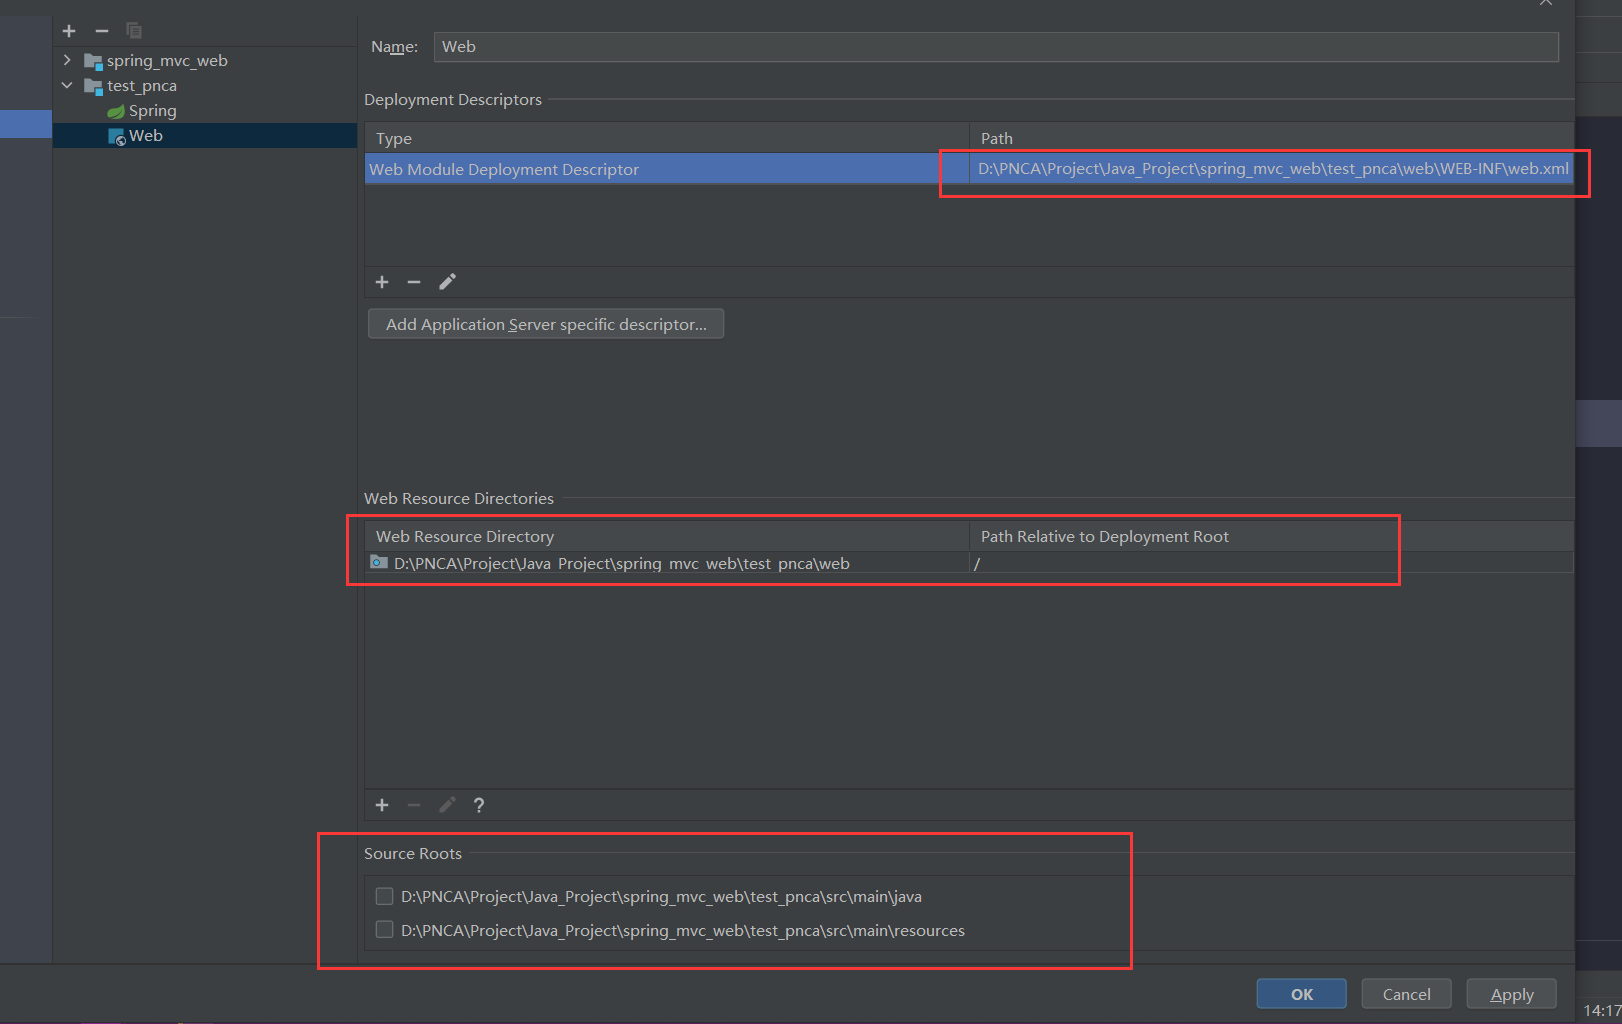 spring_mvc_web
test_pnca
Spring
Web
Name: Web
Deployment Descriptors
Type Path
Web Module Deployment Descriptor D:\PNCA\Project\Java_Project\spring_mvc_web\test_pnca\web\WEB-INF\web.xml
Add Application Server specific descriptor...
Web Resource Directories
Web Resource Directory Path Relative to Deployment Root
D:\PNCA\Project\Java_Project\spring_mvc_web\test_pnca\web /
?
Source Roots
D:\PNCA\Project\Java_Project\spring_mvc_web\test_pnca\src\main\java
D:\PNCA\Project\Java_Project\spring_mvc_web\test_pnca\src\main\resources
OK Cancel Apply
14:17